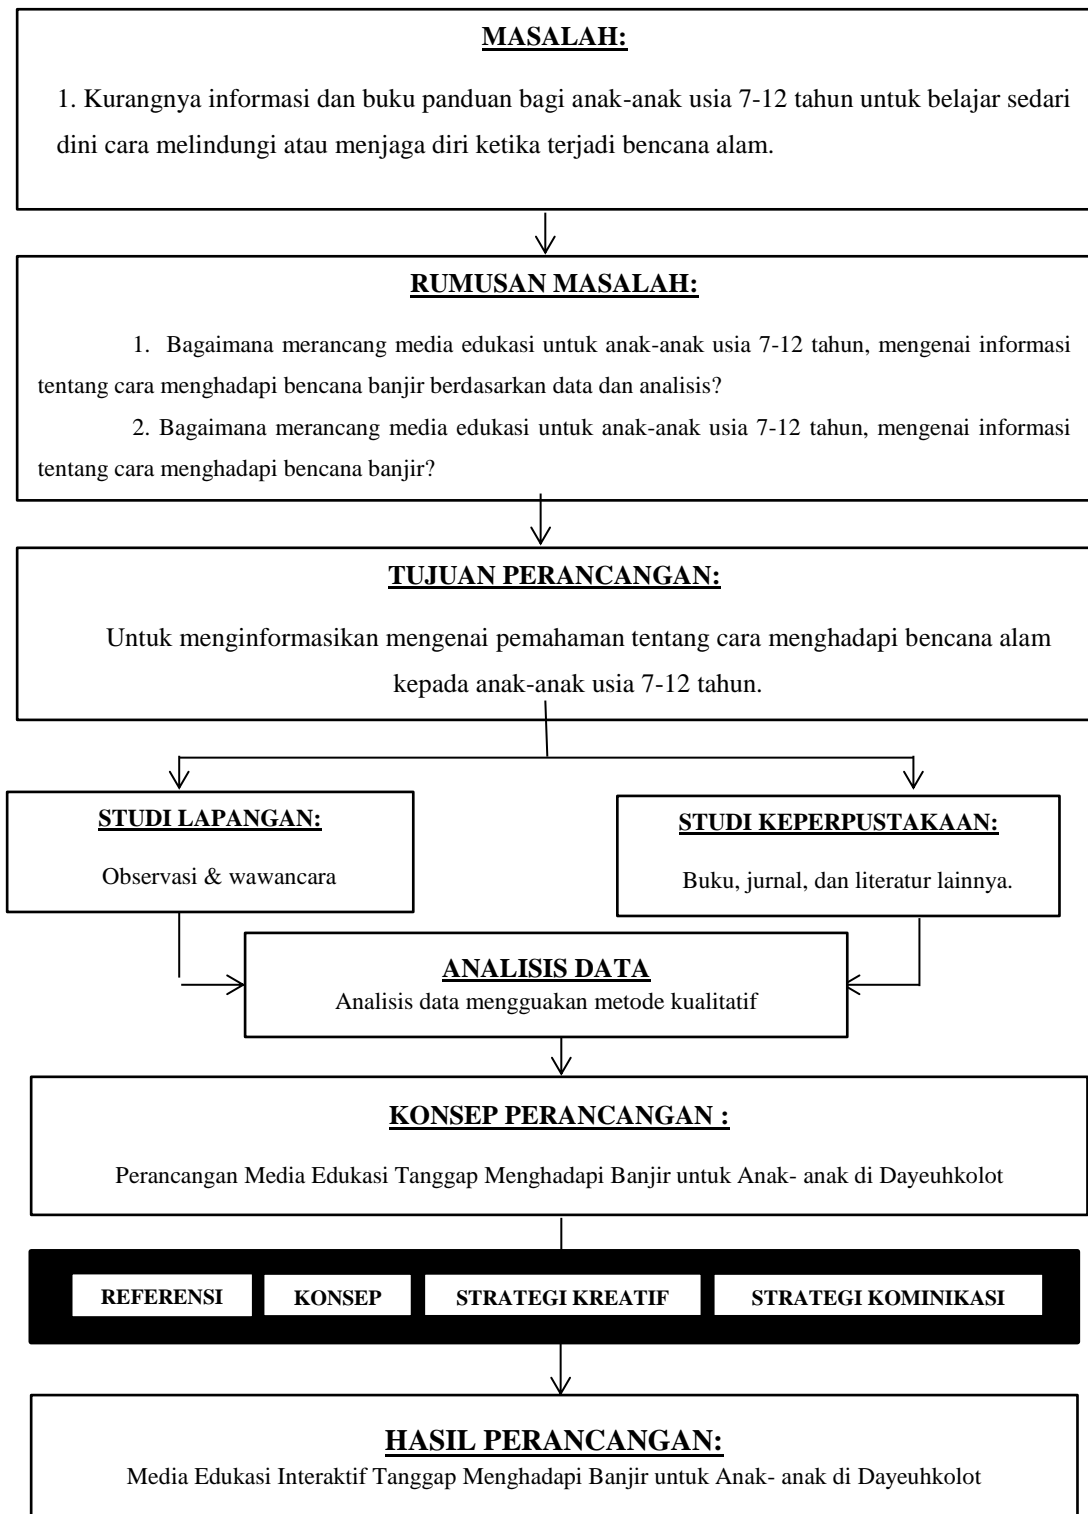 MASALAH:
1. Kurangnya informasi dan buku panduan bagi anak-anak usia 7-12 tahun untuk belajar sedari
dini cara melindungi atau menjaga diri ketika terjadi bencana alam.
RUMUSAN MASALAH:
1. Bagaimana merancang media edukasi untuk anak-anak usia 7-12 tahun, mengenai informasi
tentang cara menghadapi bencana banjir berdasarkan data dan analisis?
2. Bagaimana merancang media edukasi untuk anak-anak usia 7-12 tahun, mengenai informasi
tentang cara menghadapi bencana banjir?
TUJUAN PERANCANGAN:
Untuk menginformasikan mengenai pemahaman tentang cara menghadapi bencana alam
kepada anak-anak usia 7-12 tahun.
STUDI LAPANGAN:
Observasi & wawancara
STUDI KEPERPUSTAKAAN:
Buku, jurnal, dan literatur lainnya.
ANALISIS DATA
Analisis data mengguakan metode kualitatif
KONSEP PERANCANGAN :
Perancangan Media Edukasi Tanggap Menghadapi Banjir untuk Anak- anak di Dayeuhkolot
REFERENSI
KONSEP
STRATEGI KREATIF
STRATEGI KOMINIKASI
HASIL PERANCANGAN:
Media Edukasi Interaktif Tanggap Menghadapi Banjir untuk Anak- anak di Dayeuhkolot